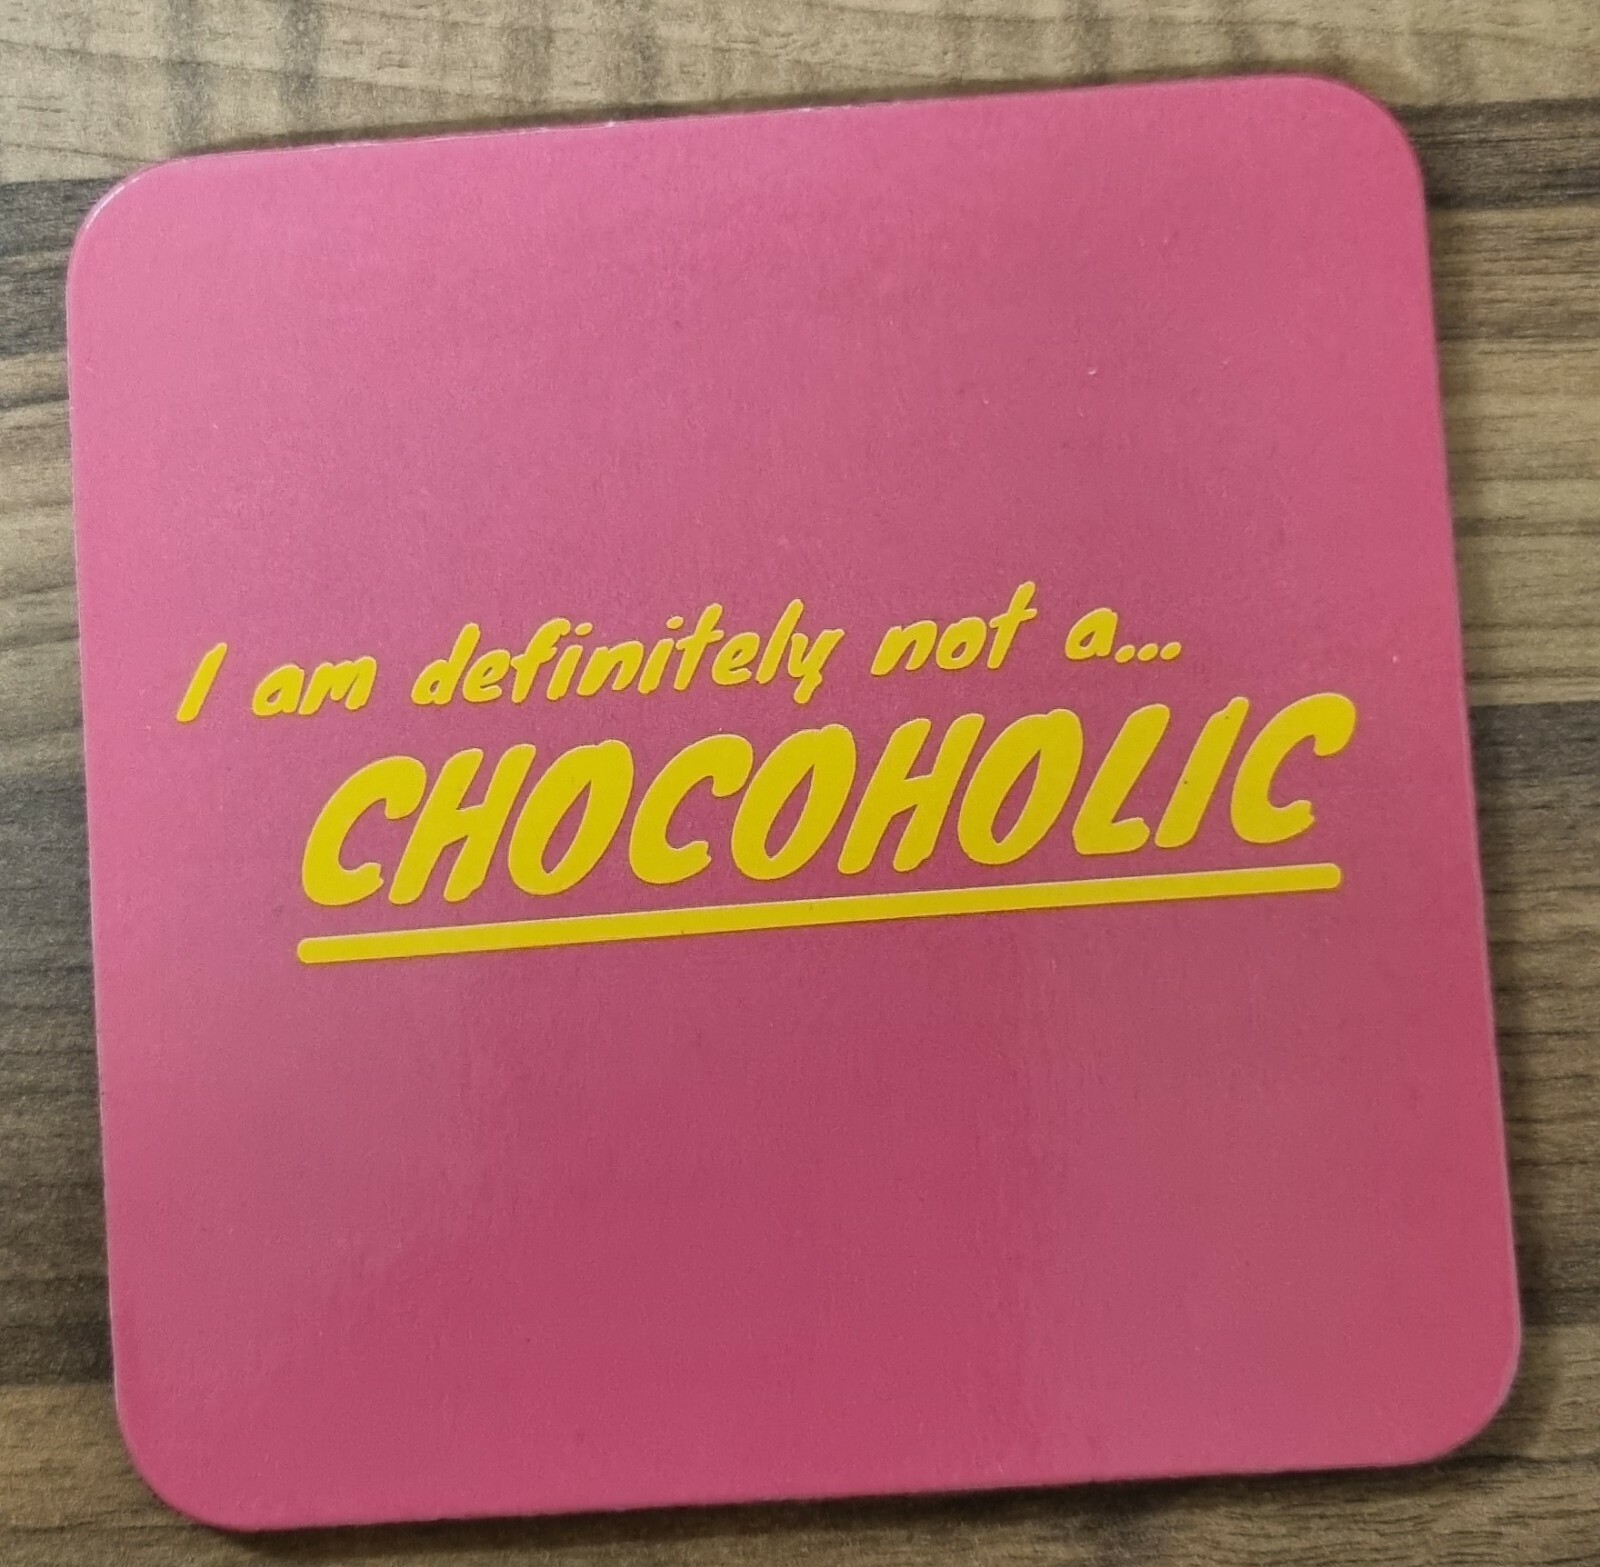 I am definitely not a...
CHOCOHOLIC